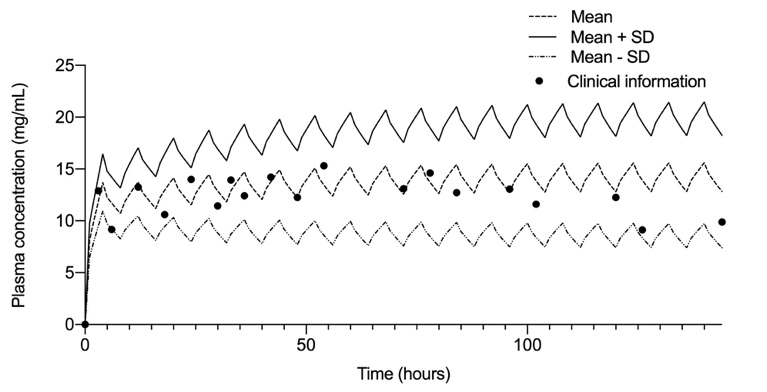 Mean
Mean + SD
Mean - SD
Clinical information
Plasma concentration (mg/mL)
25
20
15
10
5
0
0
50
100
Time (hours)